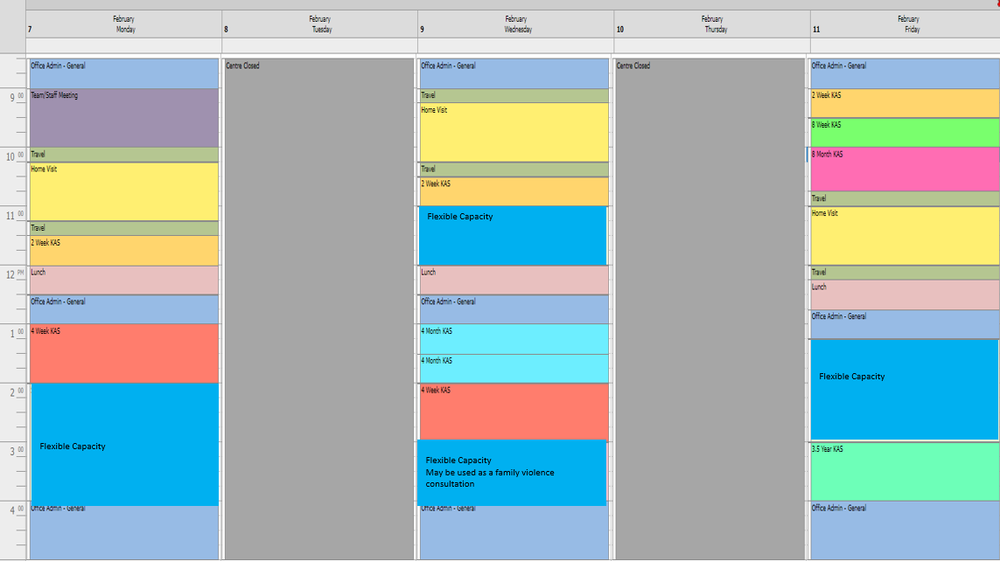 February
7 Monday
February
8 Tuesday
February
9 Wednesday
February
10 Thursday
February
11 Friday
9 00
10 00
11 00
12 PM
1 00
2 00
3 00
4 00
Office Admin - General
Team/Staff Meeting
Travel
Home Visit
Travel
2 Week KAS
Lunch
Office Admin - General
4 Week KAS
Flexible Capacity
Office Admin - General
Centre Closed
Office Admin - General
Travel
Home Visit
Travel
2 Week KAS
Flexible Capacity
Lunch
Office Admin - General
4 Month KAS
4 Month KAS
4 Week KAS
Flexible Capacity
May be used as a family violence
consultation
Office Admin - General
Centre Closed
Office Admin - General
2 Week KAS
8 Week KAS
8 Month KAS
Travel
Home Visit
Travel
Lunch
Office Admin - General
Flexible Capacity
3.5 Year KAS
Office Admin - General